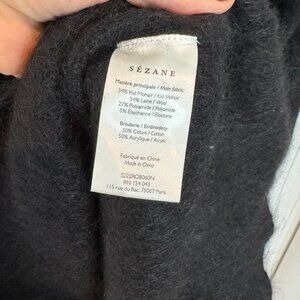 SÉZANE
Matière principale / Main fabric
34% Kid Mohair / Kid Mohair
34% Laine / Wool
27% Polyamide / Polyamide
5% Elasthanne / Elastane
Broderie / Embroidery:
50% Coton / Cotton
50% Acrylique / Acrylic
Fabriqué en Chine
Made in China
S222ROB060N
RN 154 043
115 rue du Bac 75007 Paris